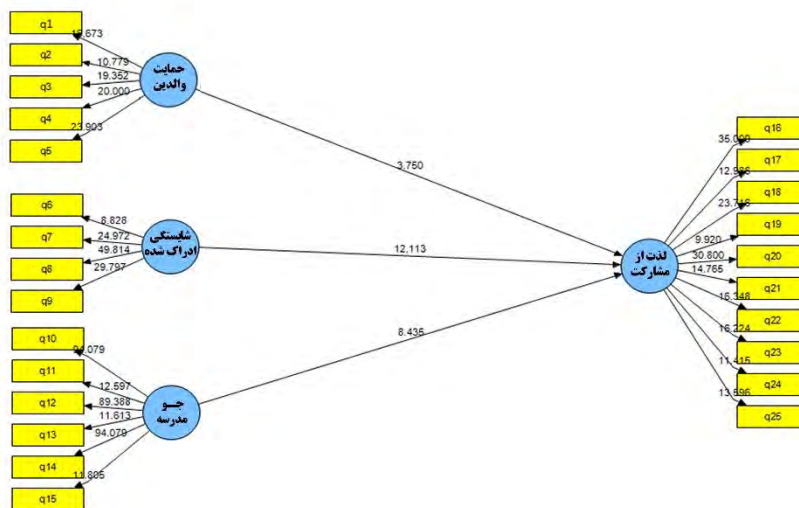 q1
q2
10.779
q3
19.352
q4
20.000
q5
23.903
حمایت
والدین
3.750
q6
8.828
q7
24.972
q8
49.814
q9
29.797
شایستگی
ادراک شده
12.113
q10
94.079
q11
12.597
q12
89.388
q13
11.613
q14
94.079
q15
11.805
جــو
مدرسه
8.435
لذت از
مشارکت
q16
35.000
q17
q18
q19
9.920
q20
30.800
q21
14.765
q22
16.348
q23
16.224
q24
11.415
q25
13.596